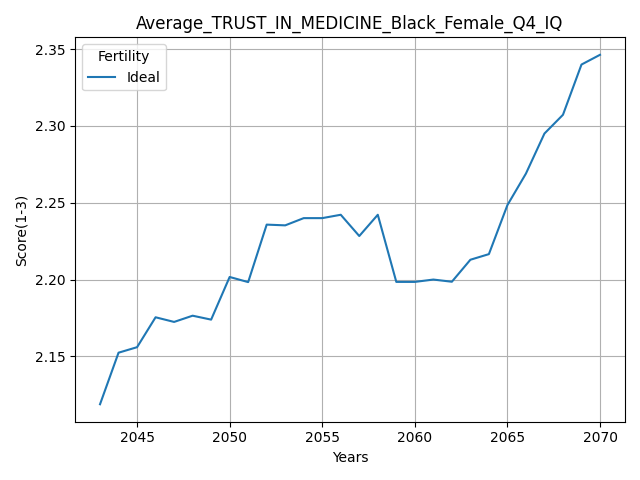 Average_TRUST_IN_MEDICINE_Black_Female_Q4_IQ
Fertility
Ideal
Score(1-3)
2.35
2.30
2.25
2.20
2.15
2045 2050 2055 2060 2065 2070
Years